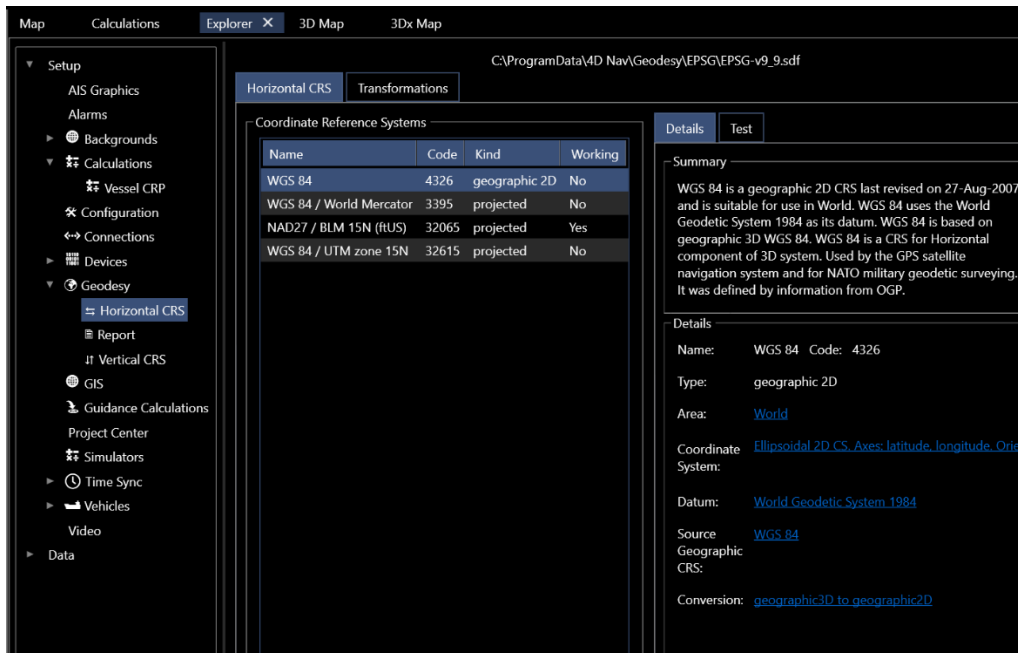 Map Calculations Explorer × 3D Map 3Dx Map
C:\ProgramData\4D Nav\Geodesy\EPSG\EPSG-v9_9.sdf
Setup
AIS Graphics
Alarms
Backgrounds
Calculations
Vessel CRP
Configuration
Connections
Devices
Geodesy
Horizontal CRS
Report
Vertical CRS
GIS
Guidance Calculations
Project Center
Simulators
Time Sync
Vehicles
Video
Data
Horizontal CRS Transformations
Coordinate Reference Systems
Name Code Kind Working
WGS 84 4326 geographic 2D No
WGS 84 / World Mercator 3395 projected No
NAD27 / BLM 15N (ftUS) 32065 projected Yes
WGS 84 / UTM zone 15N 32615 projected No
Details Test
Summary
WGS 84 is a geographic 2D CRS last revised on 27-Aug-2007
and is suitable for use in World. WGS 84 uses the World
Geodetic System 1984 as its datum. WGS 84 is based on
geographic 3D WGS 84. WGS 84 is a CRS for Horizontal
component of 3D system. Used by the GPS satellite
navigation system and for NATO military geodetic surveying.
It was defined by information from OGP.
Details
Name: WGS 84 Code: 4326
Type: geographic 2D
Area: World
Coordinate System: Ellipsoidal 2D CS. Axes: latitude, longitude. Orie
Datum: World Geodetic System 1984
Source Geographic CRS: WGS 84
Conversion: geographic3D to geographic2D